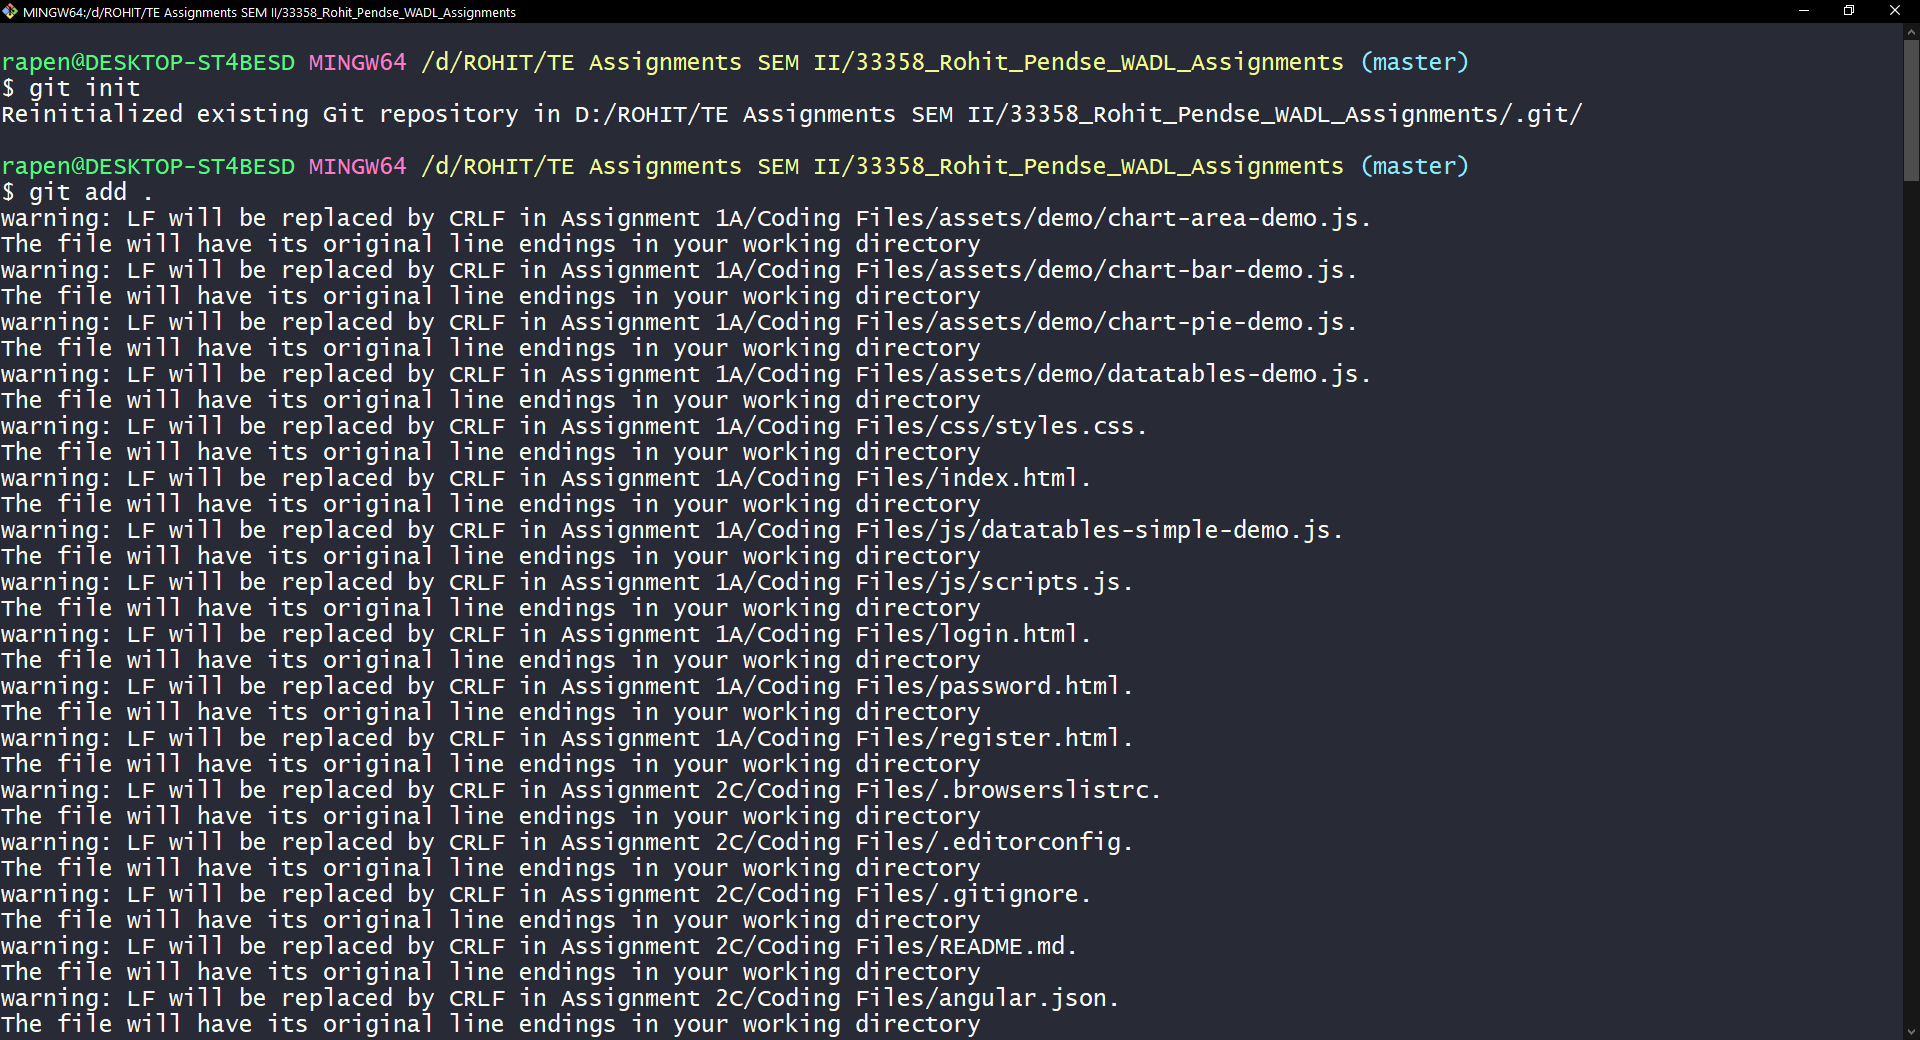 MINGW64:/d/ROHIT/TE Assignments SEM II/33358_Rohit_Pendse_WADL_Assignments
rapen@DESKTOP-ST4BESD MINGW64 /d/ROHIT/TE Assignments SEM II/33358_Rohit_Pendse_WADL_Assignments (master)
$ git init
Reinitialized existing Git repository in D:/ROHIT/TE Assignments SEM II/33358_Rohit_Pendse_WADL_Assignments/.git/
rapen@DESKTOP-ST4BESD MINGW64 /d/ROHIT/TE Assignments SEM II/33358_Rohit_Pendse_WADL_Assignments (master)
$ git add .
warning: LF will be replaced by CRLF in Assignment 1A/Coding Files/assets/demo/chart-area-demo.js.
The file will have its original line endings in your working directory
warning: LF will be replaced by CRLF in Assignment 1A/Coding Files/assets/demo/chart-bar-demo.js.
The file will have its original line endings in your working directory
warning: LF will be replaced by CRLF in Assignment 1A/Coding Files/assets/demo/chart-pie-demo.js.
The file will have its original line endings in your working directory
warning: LF will be replaced by CRLF in Assignment 1A/Coding Files/assets/demo/datatables-demo.js.
The file will have its original line endings in your working directory
warning: LF will be replaced by CRLF in Assignment 1A/Coding Files/css/styles.css.
The file will have its original line endings in your working directory
warning: LF will be replaced by CRLF in Assignment 1A/Coding Files/index.html.
The file will have its original line endings in your working directory
warning: LF will be replaced by CRLF in Assignment 1A/Coding Files/js/datatables-simple-demo.js.
The file will have its original line endings in your working directory
warning: LF will be replaced by CRLF in Assignment 1A/Coding Files/js/scripts.js.
The file will have its original line endings in your working directory
warning: LF will be replaced by CRLF in Assignment 1A/Coding Files/login.html.
The file will have its original line endings in your working directory
warning: LF will be replaced by CRLF in Assignment 1A/Coding Files/password.html.
The file will have its original line endings in your working directory
warning: LF will be replaced by CRLF in Assignment 1A/Coding Files/register.html.
The file will have its original line endings in your working directory
warning: LF will be replaced by CRLF in Assignment 2C/Coding Files/.browserslistrc.
The file will have its original line endings in your working directory
warning: LF will be replaced by CRLF in Assignment 2C/Coding Files/.editorconfig.
The file will have its original line endings in your working directory
warning: LF will be replaced by CRLF in Assignment 2C/Coding Files/.gitignore.
The file will have its original line endings in your working directory
warning: LF will be replaced by CRLF in Assignment 2C/Coding Files/README.md.
The file will have its original line endings in your working directory
warning: LF will be replaced by CRLF in Assignment 2C/Coding Files/angular.json.
The file will have its original line endings in your working directory